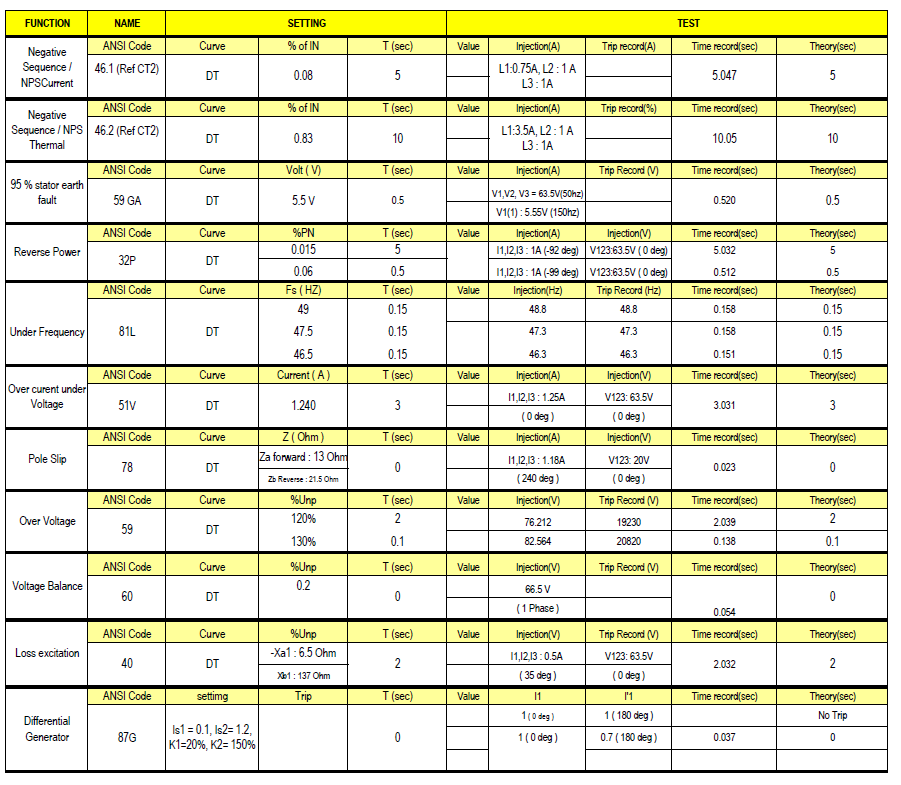 FUNCTION NAME SETTING TEST
Negative Sequence / NPSCurrent
ANSI Code Curve % of IN T (sec) Value Injection(A) Trip record(A) Time record(sec) Theory(sec)
46.1 (Ref CT2) DT 0.08 5 L1:0.75A, L2 : 1 A 5.047 5
L3 : 1A
Negative Sequence / NPS Thermal
ANSI Code Curve % of IN T (sec) Value Injection(A) Trip record(%) Time record(sec) Theory(sec)
46.2 (Ref CT2) DT 0.83 10 L1:3.5A, L2 : 1 A 10.05 10
L3 : 1A
95 % stator earth fault
ANSI Code Curve Volt ( V) T (sec) Value Injection(A) Trip Record (V) Time record(sec) Theory(sec)
59 GA DT 5.5 V 0.5 V1,V2, V3 = 63.5V(50hz) 0.520 0.5
V1(1) : 5.55V (150hz)
Reverse Power
ANSI Code Curve %PN T (sec) Value Injection(A) Injection(V) Time record(sec) Theory(sec)
32P DT 0.015 5 I1,I2,I3 : 1A (-92 deg) V123:63.5V ( 0 deg) 5.032 5
0.06 0.5 I1,I2,I3 : 1A (-99 deg) V123:63.5V ( 0 deg) 0.512 0.5
Under Frequency
ANSI Code Curve Fs ( HZ) T (sec) Value Injection(Hz) Trip Record (Hz) Time record(sec) Theory(sec)
49 0.15 48.8 48.8 0.158 0.15
81L DT 47.5 0.15 47.3 47.3 0.158 0.15
46.5 0.15 46.3 46.3 0.151 0.15
Over curent under Voltage
ANSI Code Curve Current ( A ) T (sec) Value Injection(A) Injection(V) Time record(sec) Theory(sec)
51V DT 1.240 3 I1,I2,I3 : 1.25A V123: 63.5V 3.031 3
( 0 deg ) ( 0 deg )
Pole Slip
ANSI Code Curve Z ( Ohm ) T (sec) Value Injection(A) Injection(V) Time record(sec) Theory(sec)
78 DT Za forward : 13 Ohm 0 I1,I2,I3 : 1.18A V123: 20V 0.023 0
Zb Reverse : 21.5 Ohm ( 240 deg ) ( 0 deg )
Over Voltage
ANSI Code Curve %Unp T (sec) Value Injection(V) Trip Record (V) Time record(sec) Theory(sec)
59 DT 120% 2 76.212 19230 2.039 2
130% 0.1 82.564 20820 0.138 0.1
Voltage Balance
ANSI Code Curve %Unp T (sec) Value Injection(V) Trip Record (V) Time record(sec) Theory(sec)
60 DT 0.2 0 66.5 V 0.054 0
( 1 Phase )
Loss excitation
ANSI Code Curve %Unp T (sec) Value Injection(V) Trip Record (V) Time record(sec) Theory(sec)
40 DT -Xa1 : 6.5 Ohm 2 I1,I2,I3 : 0.5A V123: 63.5V 2.032 2
Xb1 : 137 Ohm ( 35 deg ) ( 0 deg )
Differential Generator
ANSI Code settimg Trip T (sec) Value I1 I'1 Time record(sec) Theory(sec)
1 ( 0 deg ) 1 ( 180 deg ) No Trip
87G Is1 = 0.1, Is2= 1.2, 0 1 ( 0 deg ) 0.7 ( 180 deg ) 0.037 0
K1=20%, K2= 150%